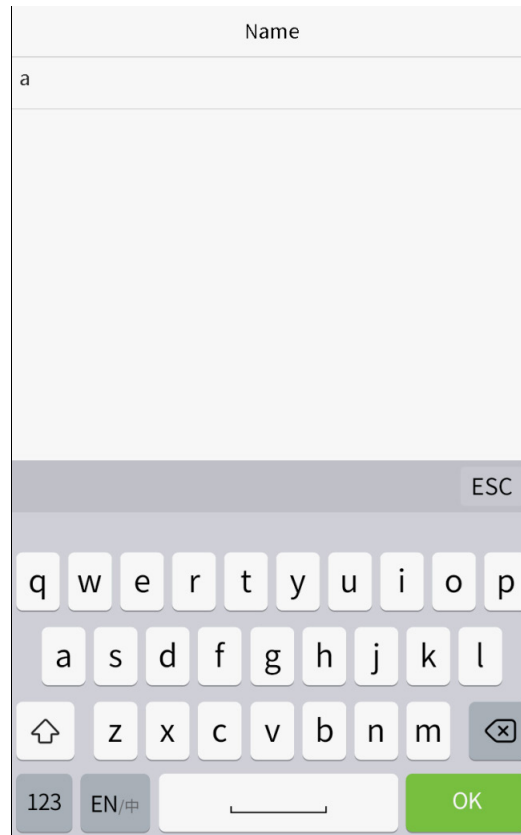 Name
a
ESC
q w e r t y u i o p
a s d f g h j k l
z x c v b n m
123 EN/中 OK